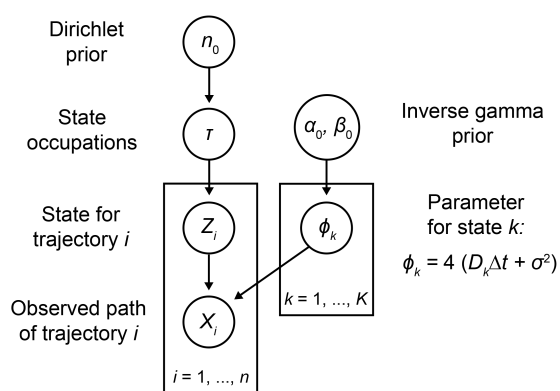 Dirichlet
prior
n₀
State
occupations
τ
α₀, β₀
Inverse gamma
prior
State for
trajectory i
Zᵢ
ϕₖ
Parameter
for state k:
ϕₖ = 4 (DₖΔt + σ²)
Observed path
of trajectory i
Xᵢ
k = 1, ..., K
i = 1, ..., n